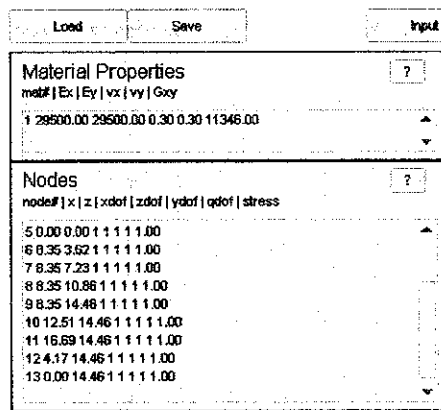 Load Save Input
Material Properties
?
mat# | Ex | Ey | vx | vy | Gxy
1 29500.00 29500.00 0.30 0.30 11346.00
Nodes
?
node# | x | z | xdof | zdof | ydof | qdof | stress
5 0.00 0.00 1 1 1 1 1.00
6 8.35 3.62 1 1 1 1 1.00
7 8.35 7.23 1 1 1 1 1.00
8 8.35 10.86 1 1 1 1 1.00
9 8.35 14.46 1 1 1 1 1.00
10 12.51 14.46 1 1 1 1 1.00
11 16.69 14.46 1 1 1 1 1.00
12 4.17 14.46 1 1 1 1 1.00
13 0.00 14.46 1 1 1 1 1.00